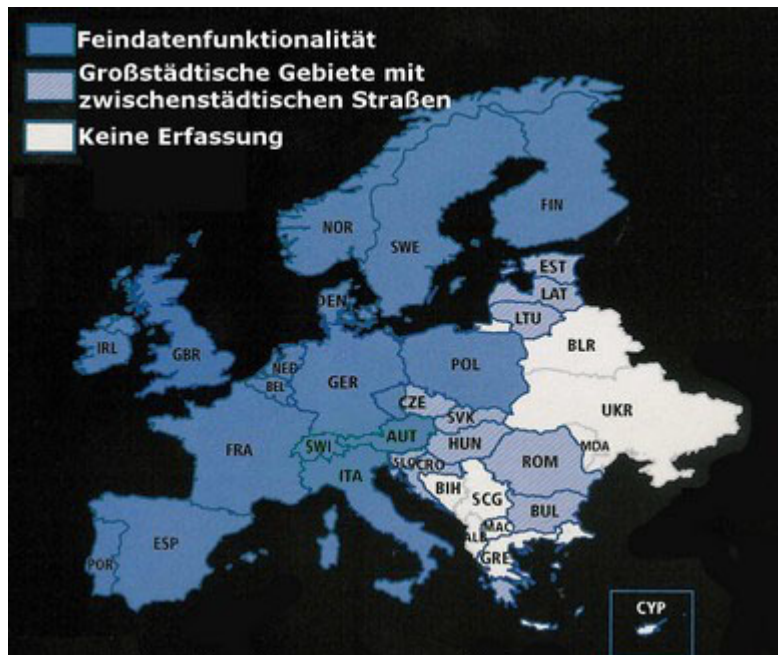 Feindatenfunktionalität
Großstädtische Gebiete mit
zwischenstädtischen Straßen
Keine Erfassung
FIN
NOR
SWE
EST
DEN
LAT
LTU
IRL
GBR
NED
BEL
GER
POL
BLR
CZE
SVK
UKR
FRA
SWI
AUT
HUN
MDA
SLO
CRO
ROM
ITA
BIH
SCG
BUL
MAC
ALB
GRE
POR
ESP
CYP